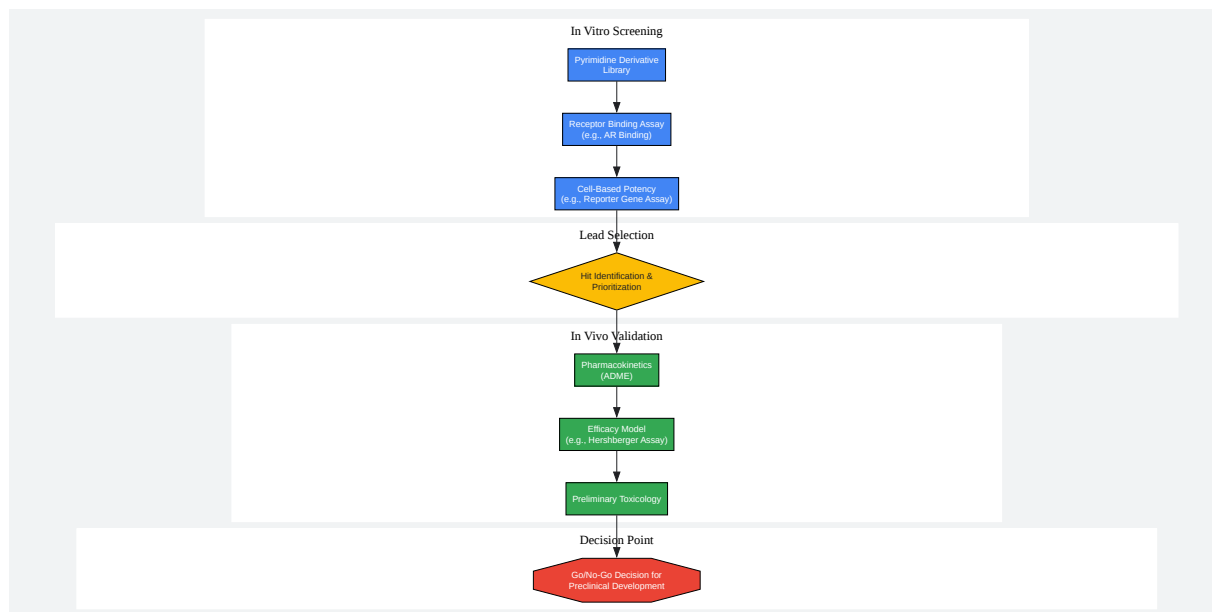 In Vitro Screening
Pyrimidine Derivative
Library
Receptor Binding Assay
(e.g., AR Binding)
Cell-Based Potency
(e.g., Reporter Gene Assay)
Lead Selection
Hit Identification &
Prioritization
In Vivo Validation
Pharmacokinetics
(ADME)
Efficacy Model
(e.g., Hershberger Assay)
Preliminary Toxicology
Decision Point
Go/No-Go Decision for
Preclinical Development